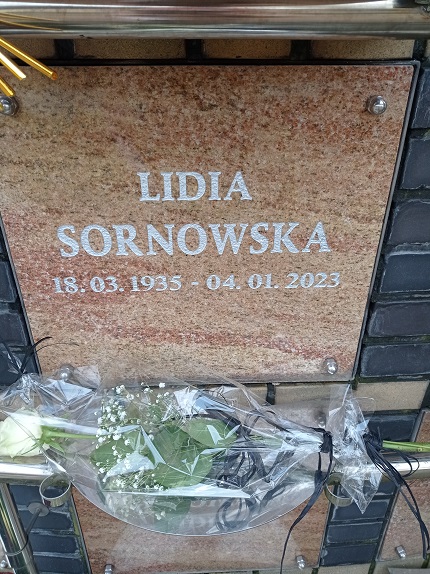 LIDIA
SORNOWSKA
18. 03. 1935 - 04. 01. 2023